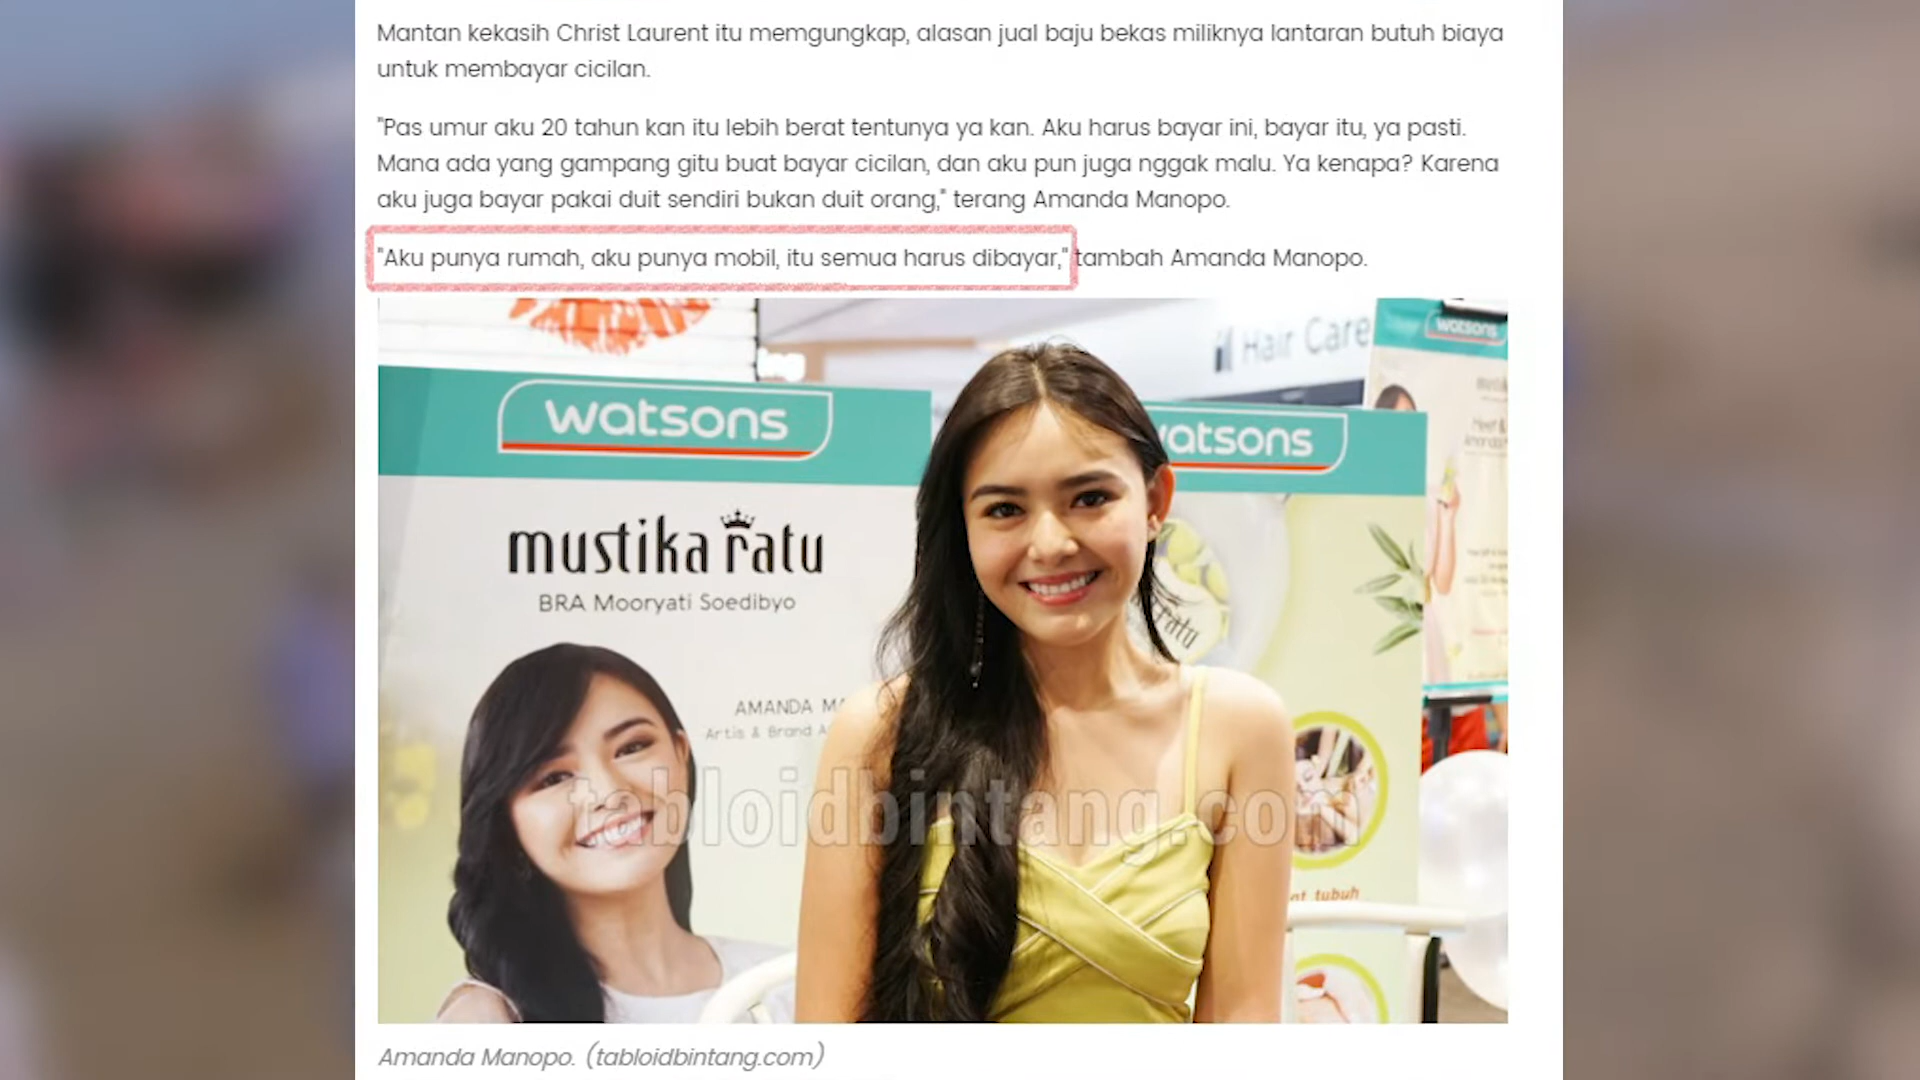 Mantan kekasih Christ Laurent itu memgungkap, alasan jual baju bekas miliknya lantaran butuh biaya
untuk membayar cicilan.
"Pas umur aku 20 tahun kan itu lebih berat tentunya ya kan. Aku harus bayar ini, bayar itu, ya pasti.
Mana ada yang gampang gitu buat bayar cicilan, dan aku pun juga nggak malu. Ya kenapa? Karena
aku juga bayar pakai duit sendiri bukan duit orang," terang Amanda Manopo.
"Aku punya rumah, aku punya mobil, itu semua harus dibayar," tambah Amanda Manopo.
Hair Care
watsons
watsons
watsons
mustika ratu
BRA Mooryati Soedibyo
ratu
AMANDA MA
Artis & Brand A
tabloidbintang.com
tubuh
Amanda Manopo. (tabloidbintang.com)